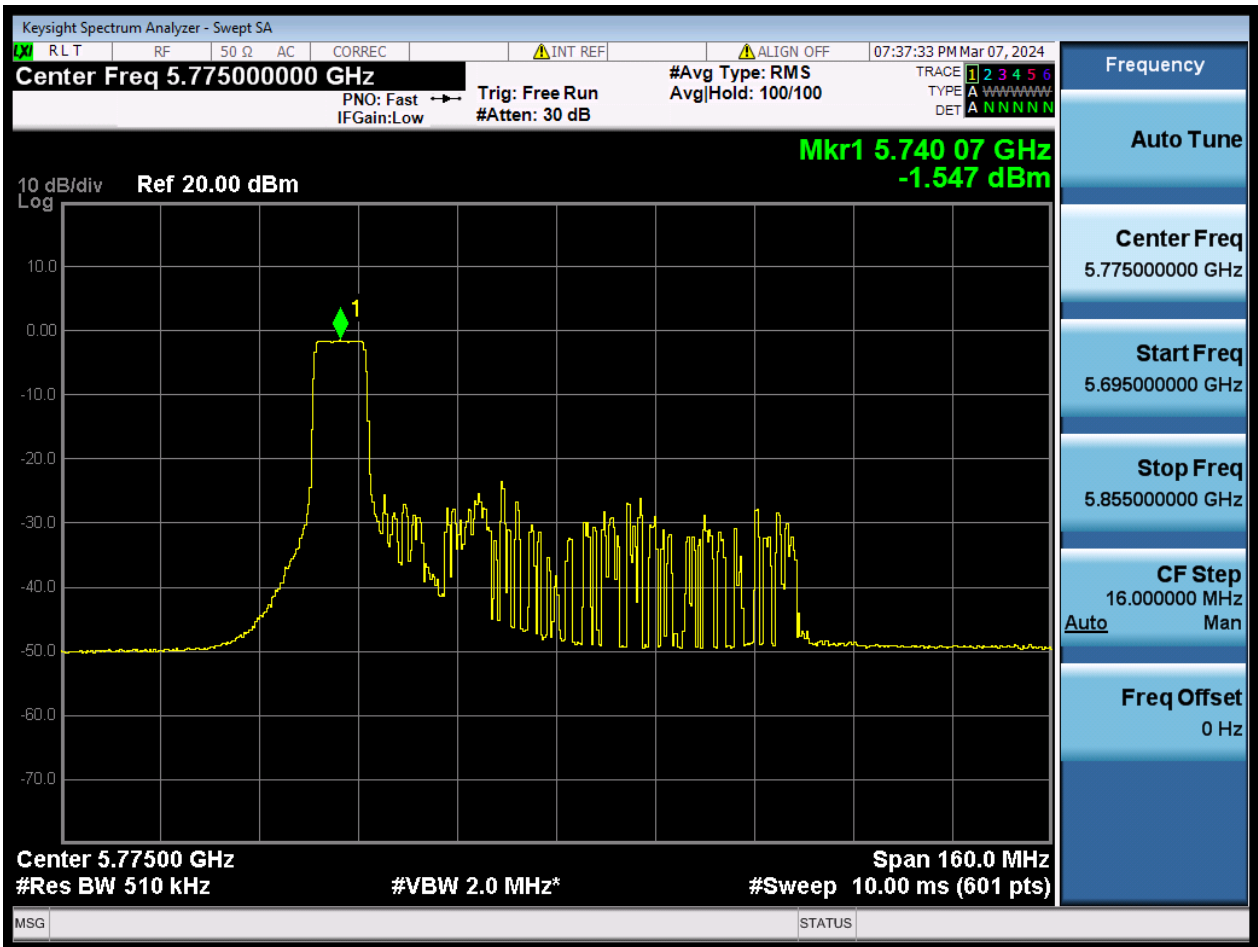 Keysight Spectrum Analyzer - Swept SA
LXI RLT RF 50 Ω AC CORREC INT REF ALIGN OFF 07:37:33 PM Mar 07, 2024
Center Freq 5.775000000 GHz
PNO: Fast
IFGain:Low
Trig: Free Run
#Atten: 30 dB
#Avg Type: RMS
Avg|Hold: 100/100
TRACE 1 2 3 4 5 6
TYPE A WWWWW
DET A N N N N N
Mkr1 5.740 07 GHz
-1.547 dBm
10 dB/div Ref 20.00 dBm
Log
10.0
1
0.00
-10.0
-20.0
-30.0
-40.0
-50.0
-60.0
-70.0
Center 5.77500 GHz Span 160.0 MHz
#Res BW 510 kHz #VBW 2.0 MHz* #Sweep 10.00 ms (601 pts)
MSG STATUS
Frequency
Auto Tune
Center Freq
5.775000000 GHz
Start Freq
5.695000000 GHz
Stop Freq
5.855000000 GHz
CF Step
16.000000 MHz
Auto Man
Freq Offset
0 Hz